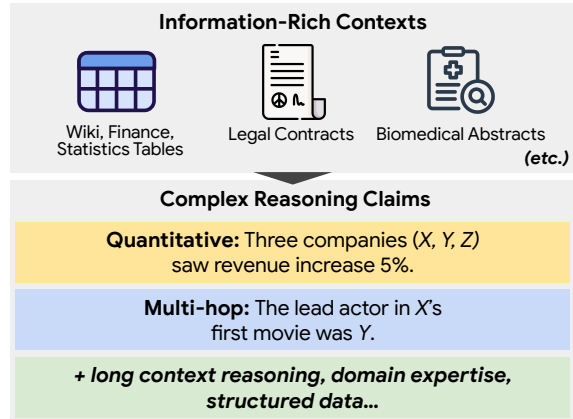 Information-Rich Contexts
Wiki, Finance,
Statistics Tables
Legal Contracts
Biomedical Abstracts
(etc.)
Complex Reasoning Claims
Quantitative: Three companies (X, Y, Z)
saw revenue increase 5%.
Multi-hop: The lead actor in X's
first movie was Y.
+ long context reasoning, domain expertise,
structured data...